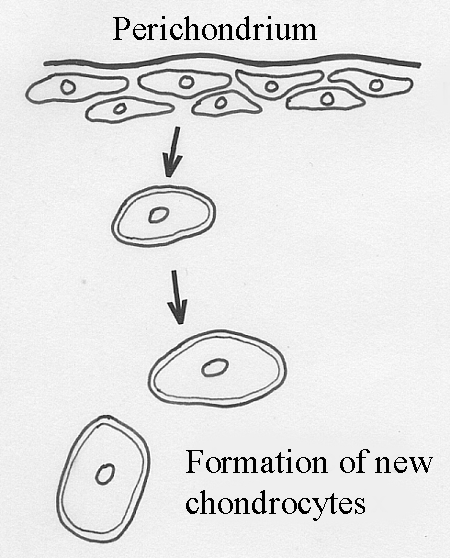 Perichondrium
Formation of new
chondrocytes